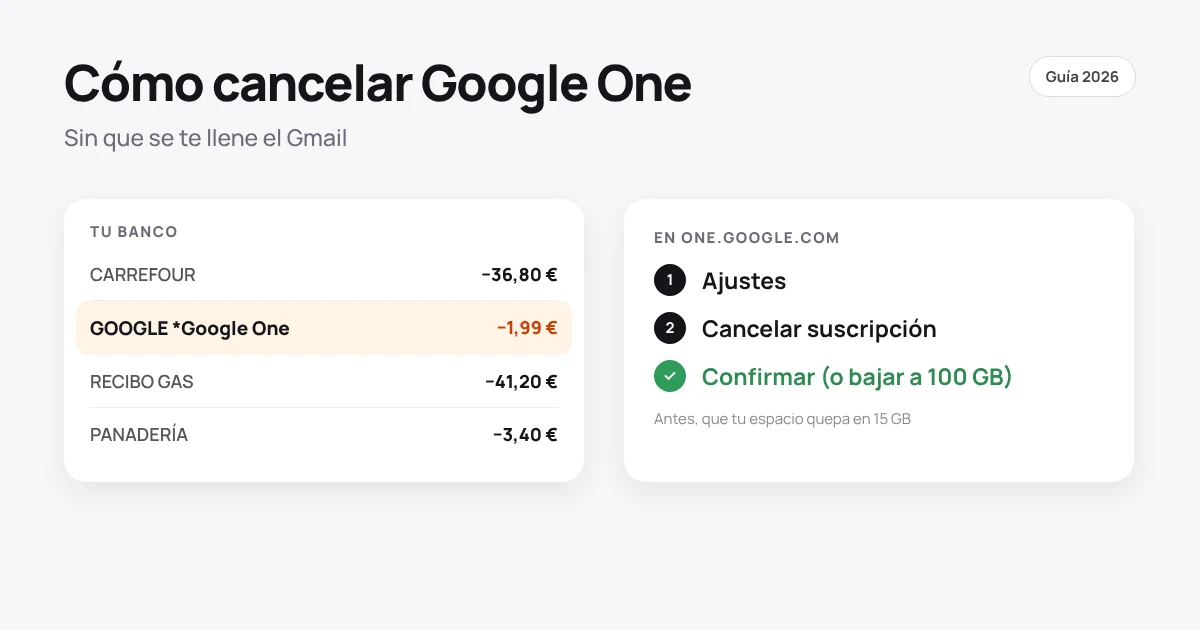 Cómo cancelar Google One
Guía 2026
Sin que se te llene el Gmail
TU BANCO
CARREFOUR −36,80 €
GOOGLE *Google One −1,99 €
RECIBO GAS −41,20 €
PANADERÍA −3,40 €
EN ONE.GOOGLE.COM
1 Ajustes
2 Cancelar suscripción
✓ Confirmar (o bajar a 100 GB)
Antes, que tu espacio quepa en 15 GB